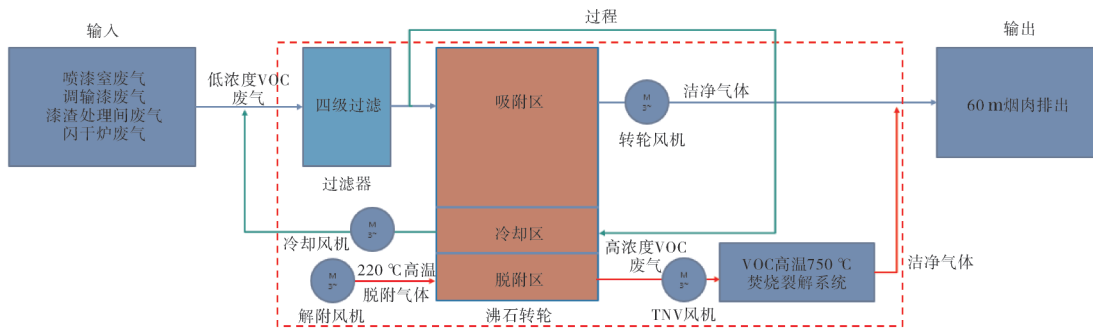 输入
过程
输出
喷漆室废气
调输漆废气
漆渣处理间废气
闪干炉废气
低浓度VOC
废气
四级过滤
过滤器
吸附区
M
3~
转轮风机
洁净气体
60 m烟肉排出
冷却风机
M
3~
冷却区
高浓度VOC
废气
解附风机
M
3~
220 ℃高温
脱附气体
脱附区
沸石转轮
M
3~
TNV风机
VOC高温750 ℃
焚烧裂解系统
洁净气体